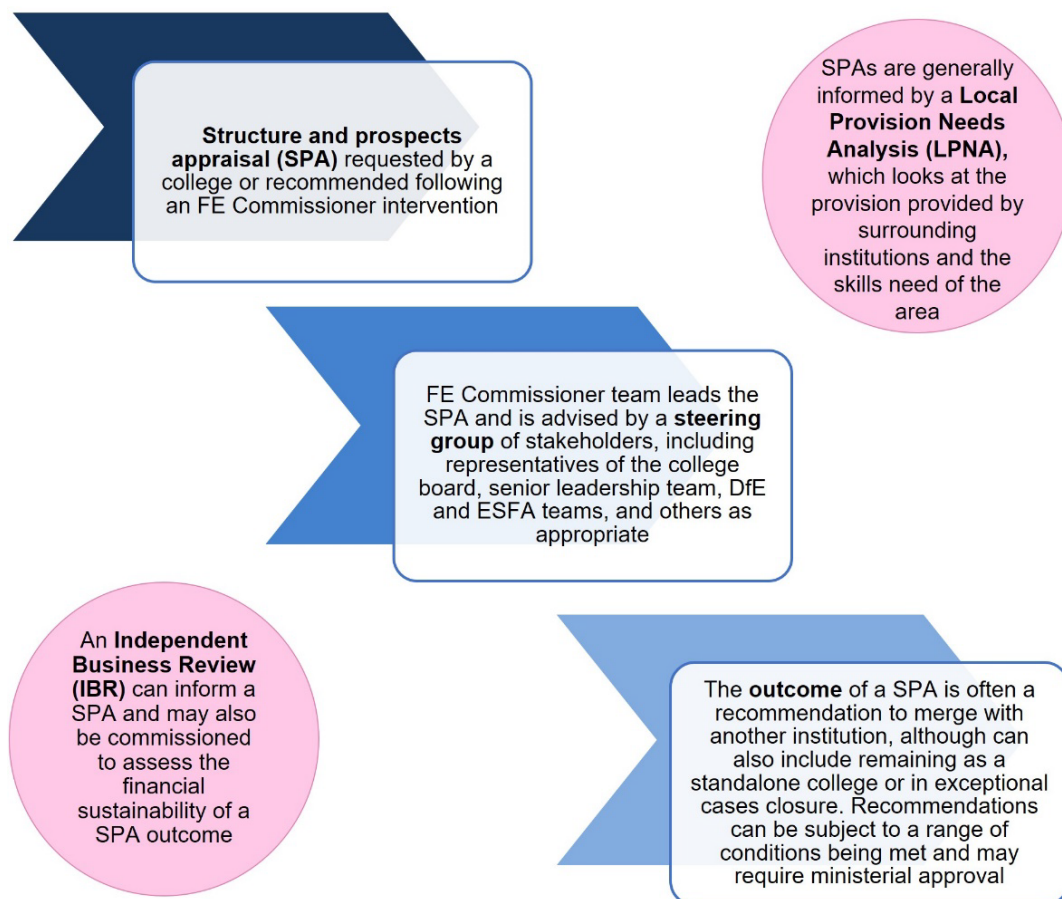 Structure and prospects
appraisal (SPA) requested by a
college or recommended following
an FE Commissioner intervention
SPAs are generally
informed by a Local
Provision Needs
Analysis (LPNA),
which looks at the
provision provided by
surrounding
institutions and the
skills need of the
area
FE Commissioner team leads the
SPA and is advised by a steering
group of stakeholders, including
representatives of the college
board, senior leadership team, DfE
and ESFA teams, and others as
appropriate
An Independent
Business Review
(IBR) can inform a
SPA and may also
be commissioned
to assess the
financial
sustainability of a
SPA outcome
The outcome of a SPA is often a
recommendation to merge with
another institution, although can
also include remaining as a
standalone college or in exceptional
cases closure. Recommendations
can be subject to a range of
conditions being met and may
require ministerial approval